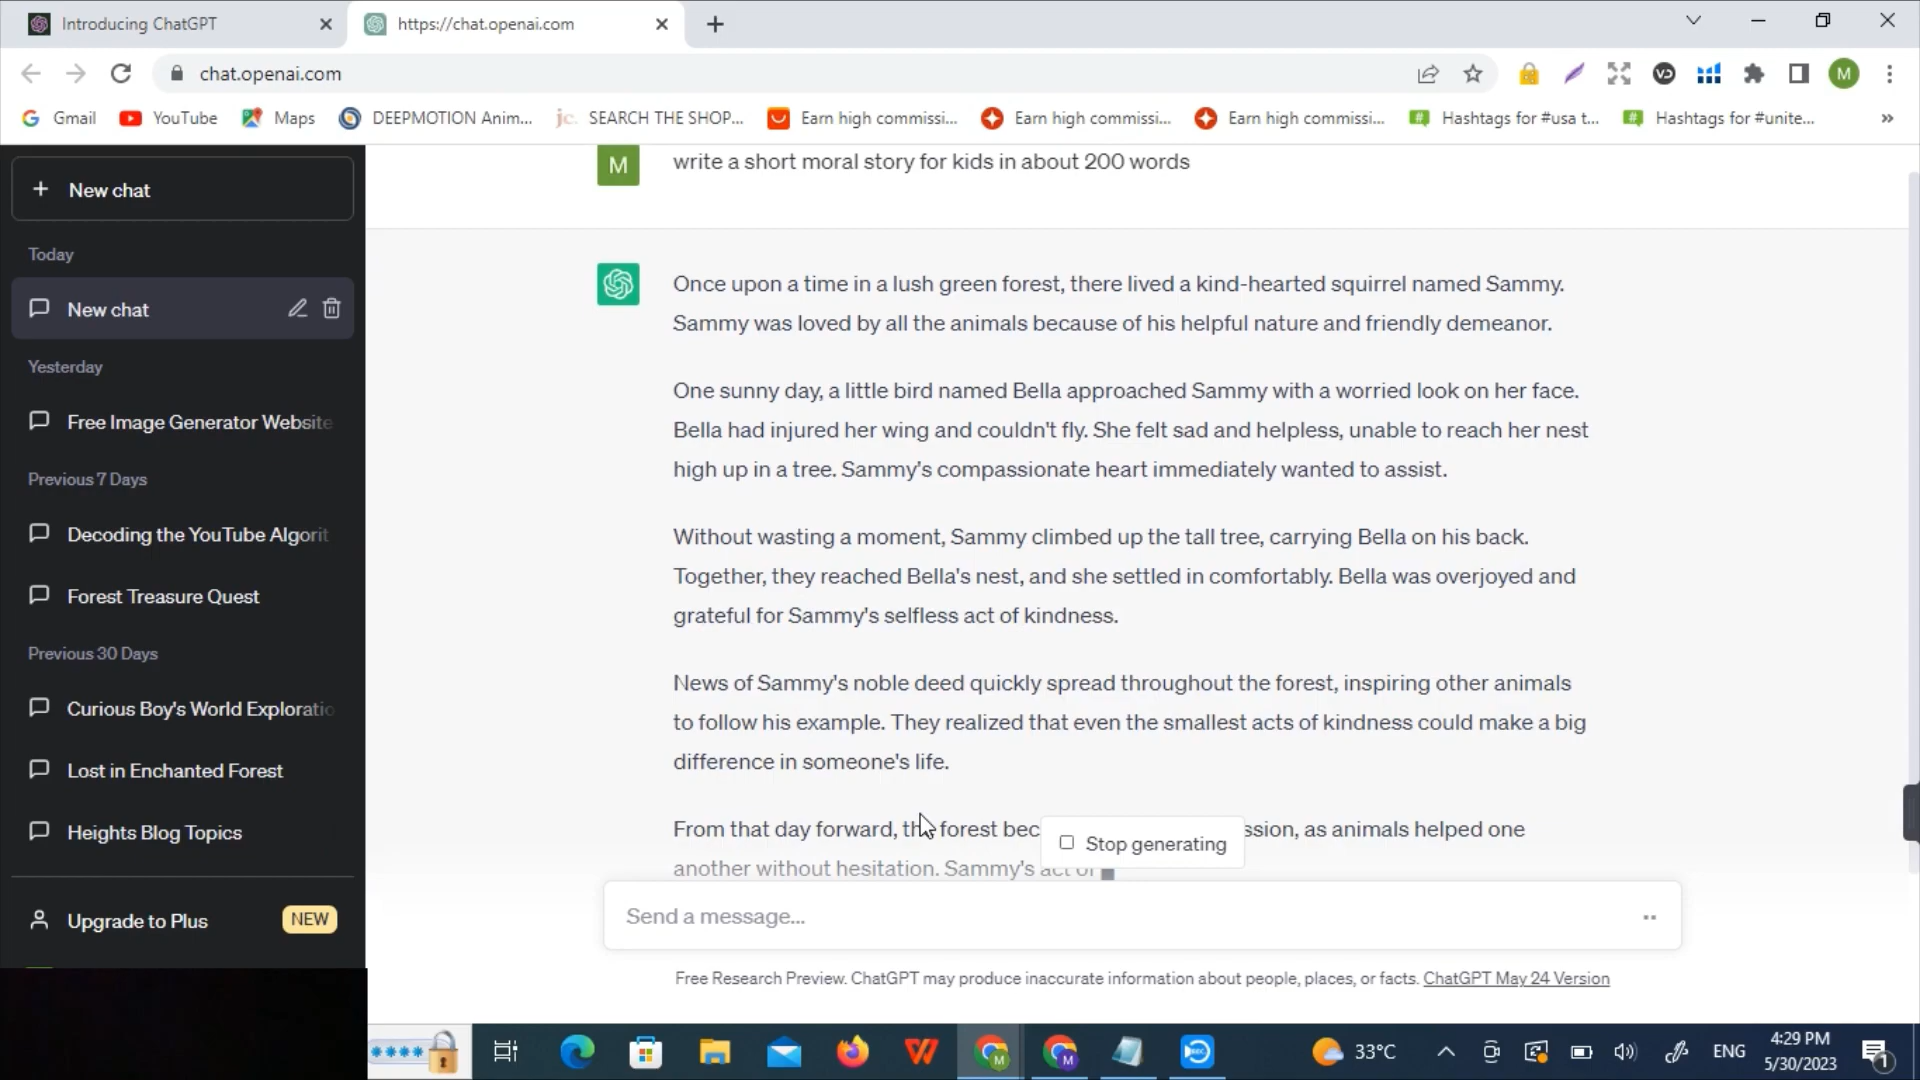 Introducing ChatGPT
https://chat.openai.com
chat.openai.com
M
Gmail
YouTube
Maps
DEEPMOTION Anim...
jc.
SEARCH THE SHOP...
Earn high commissi...
Earn high commissi...
Earn high commissi...
Hashtags for #usa t...
Hashtags for #unite...
»
+ New chat
Today
New chat
Yesterday
Free Image Generator Website
Previous 7 Days
Decoding the YouTube Algorit
Forest Treasure Quest
Previous 30 Days
Curious Boy's World Exploratio
Lost in Enchanted Forest
Heights Blog Topics
Upgrade to Plus
NEW
M
write a short moral story for kids in about 200 words
Once upon a time in a lush green forest, there lived a kind-hearted squirrel named Sammy.
Sammy was loved by all the animals because of his helpful nature and friendly demeanor.
One sunny day, a little bird named Bella approached Sammy with a worried look on her face.
Bella had injured her wing and couldn't fly. She felt sad and helpless, unable to reach her nest
high up in a tree. Sammy's compassionate heart immediately wanted to assist.
Without wasting a moment, Sammy climbed up the tall tree, carrying Bella on his back.
Together, they reached Bella's nest, and she settled in comfortably. Bella was overjoyed and
grateful for Sammy's selfless act of kindness.
News of Sammy's noble deed quickly spread throughout the forest, inspiring other animals
to follow his example. They realized that even the smallest acts of kindness could make a big
difference in someone's life.
From that day forward, the forest bec ssion, as animals helped one
Stop generating
another without hesitation. Sammy's act of
Send a message...
Free Research Preview. ChatGPT may produce inaccurate information about people, places, or facts. ChatGPT May 24 Version
33°C
ENG
4:29 PM
5/30/2023
1